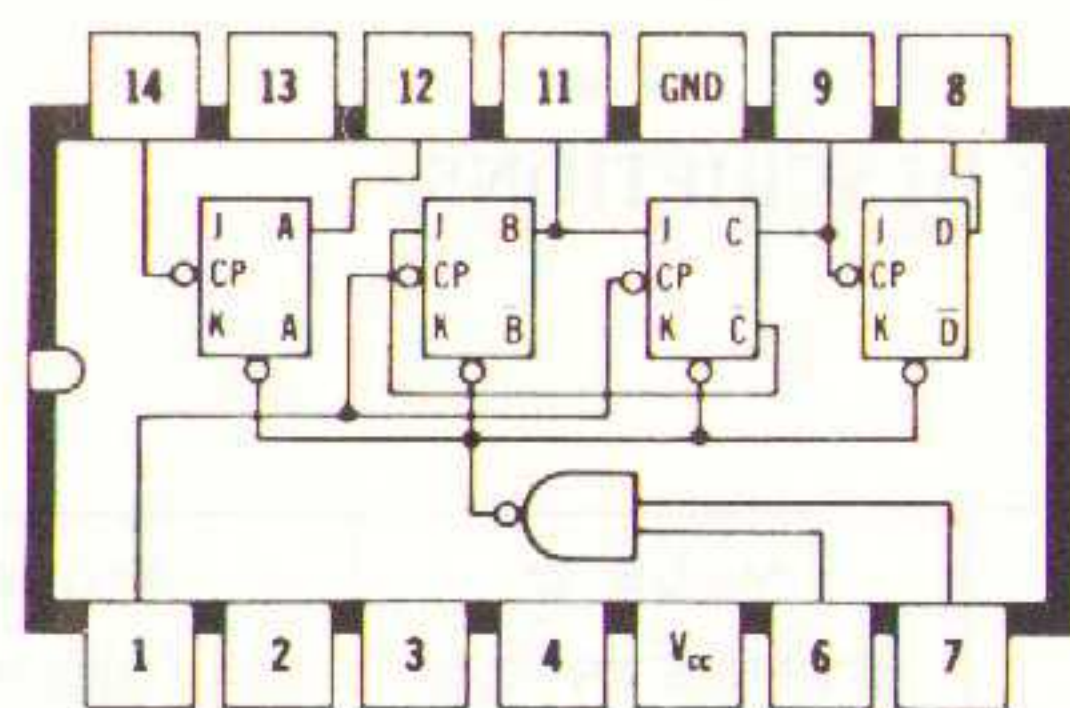 14 13 12 11 GND 9 8
J A J B J C J D
CP CP CP CP
K A K B̅ K C̅ K D̅
1 2 3 4 Vcc 6 7